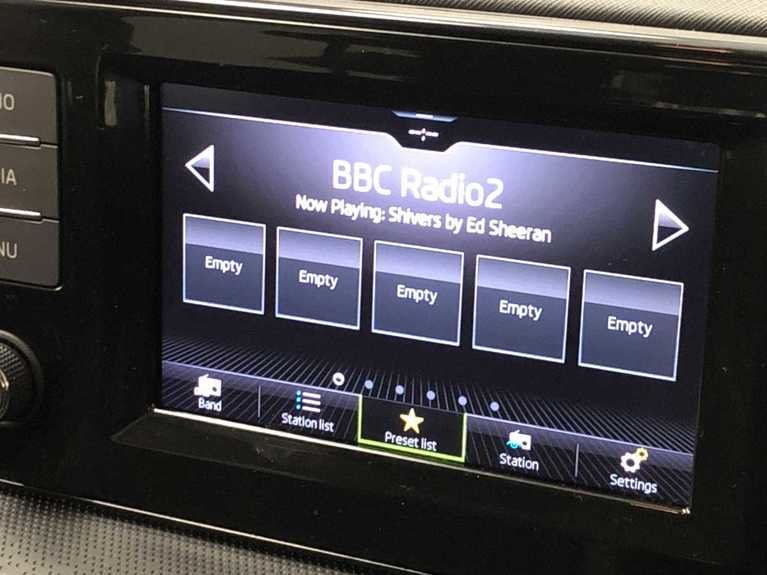 BBC Radio2
Now Playing: Shivers by Ed Sheeran
Empty Empty Empty Empty Empty
Band Station list Preset list Station Settings